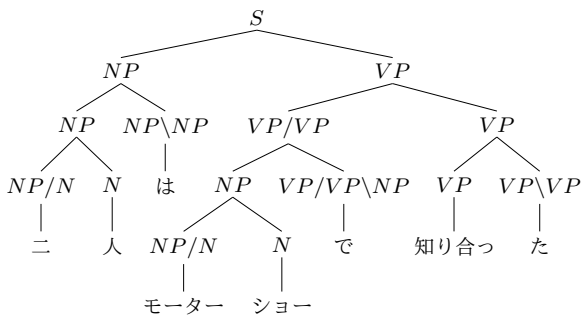 S
NP VP
NP NP\NP VP/VP VP
NP/N N は NP VP/VP\NP VP VP\VP
二 人 NP/N N で 知り合っ た
モーター ショー